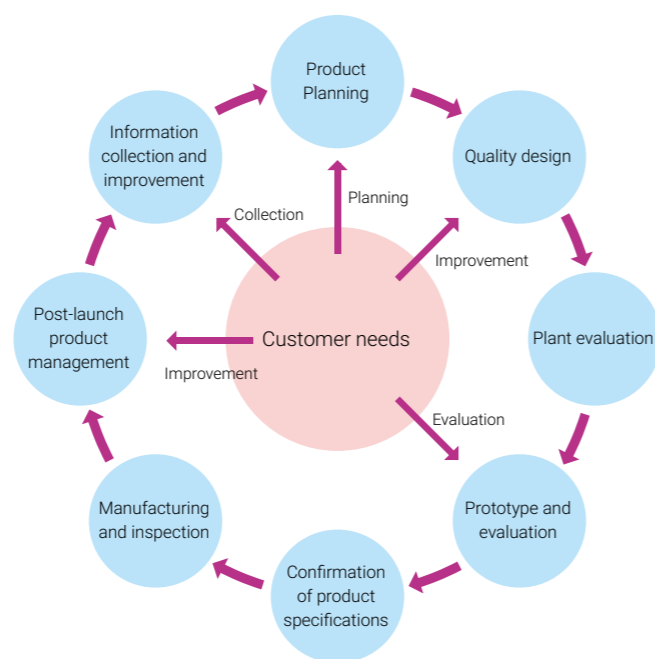 Product
Planning
Information
collection and
improvement
Quality design
Collection
Planning
Improvement
Post-launch
product
management
Customer needs
Plant evaluation
Improvement
Evaluation
Manufacturing
and inspection
Prototype and
evaluation
Confirmation
of product
specifications